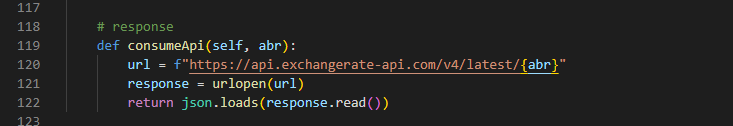 117
118 # response
119 def consumeApi(self, abr):
120 url = f"https://api.exchangerate-api.com/v4/latest/{abr}"
121 response = urlopen(url)
122 return json.loads(response.read())
123